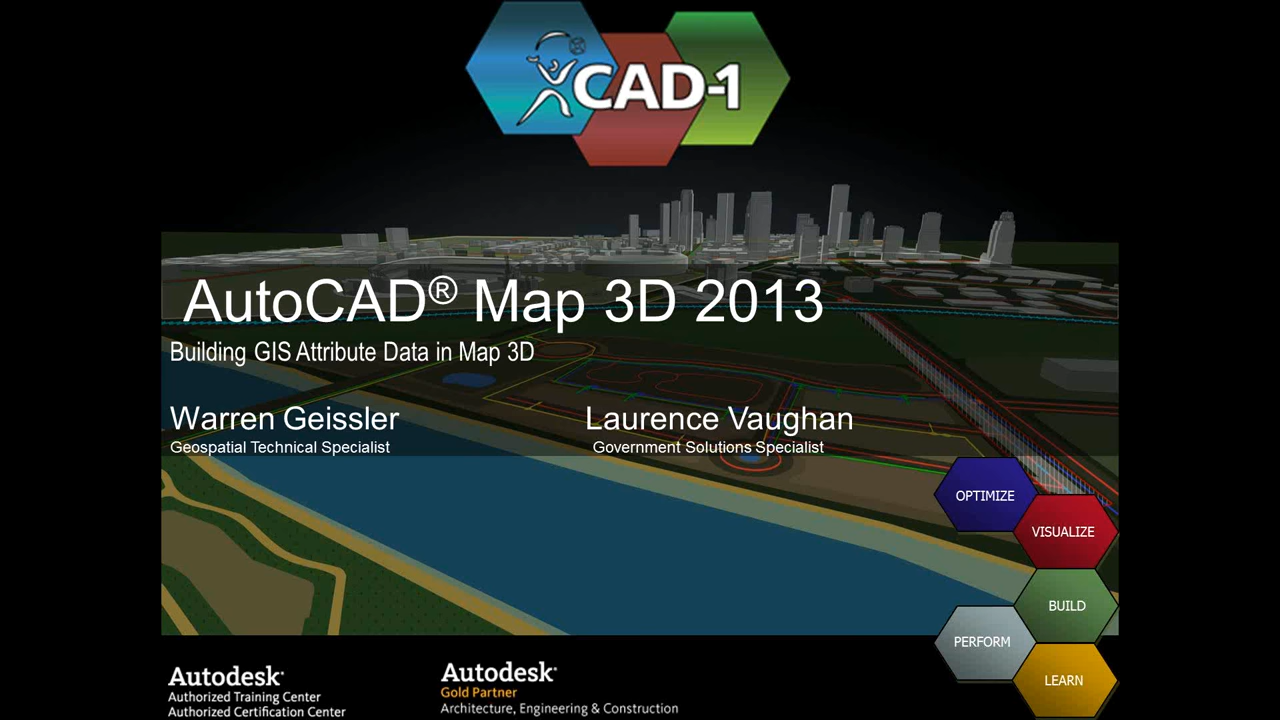 CAD-1
AutoCAD® Map 3D 2013
Building GIS Attribute Data in Map 3D
Warren Geissler
Geospatial Technical Specialist
Laurence Vaughan
Government Solutions Specialist
OPTIMIZE
VISUALIZE
BUILD
PERFORM
LEARN
Autodesk
Authorized Training Center
Authorized Certification Center
Autodesk
Gold Partner
Architecture, Engineering & Construction